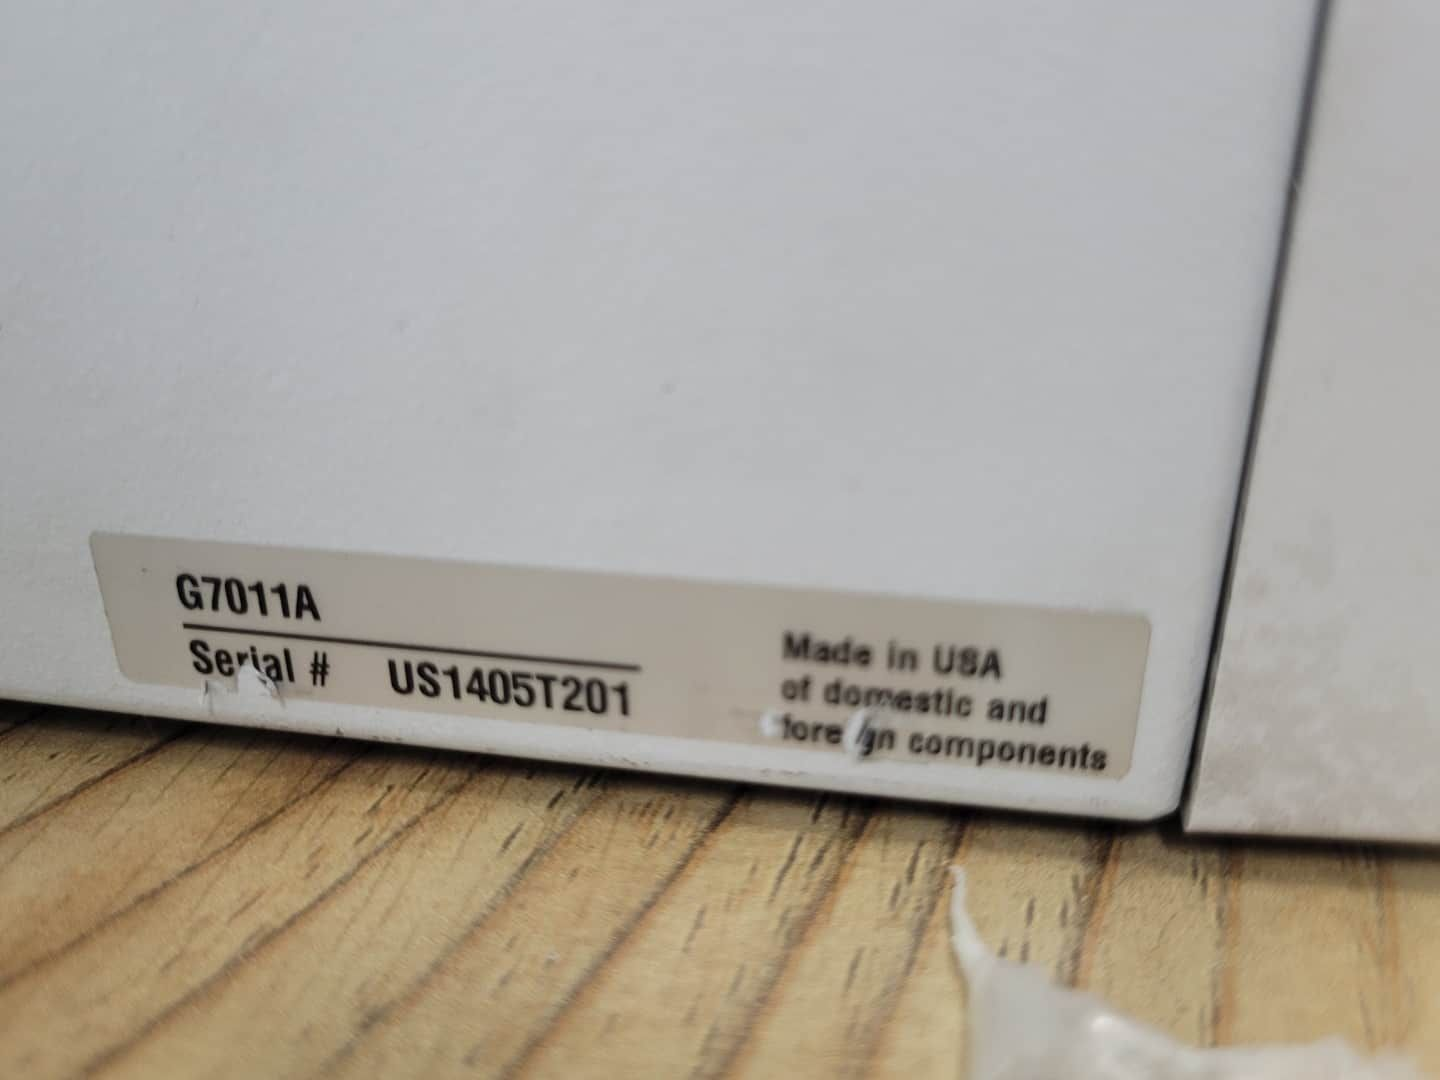 G7011A
Serial # US1405T201
Made in USA
of domestic and
foreign components